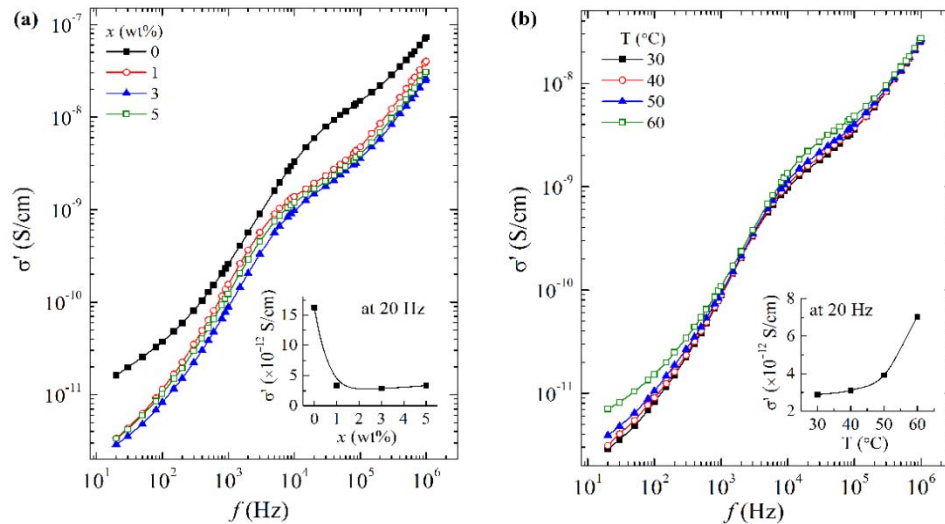 (a)
x (wt%)
0
1
3
5
10⁻⁷
10⁻⁸
10⁻⁹
10⁻¹⁰
10⁻¹¹
σ' (S/cm)
at 20 Hz
15
10
5
0
σ' (×10⁻¹² S/cm)
0 1 2 3 4 5
x (wt%)
10¹ 10² 10³ 10⁴ 10⁵ 10⁶
f (Hz)
(b)
T (°C)
30
40
50
60
10⁻⁸
10⁻⁹
10⁻¹⁰
10⁻¹¹
σ' (S/cm)
at 20 Hz
8
6
4
2
σ' (×10⁻¹² S/cm)
30 40 50 60
T (°C)
10¹ 10² 10³ 10⁴ 10⁵ 10⁶
f (Hz)